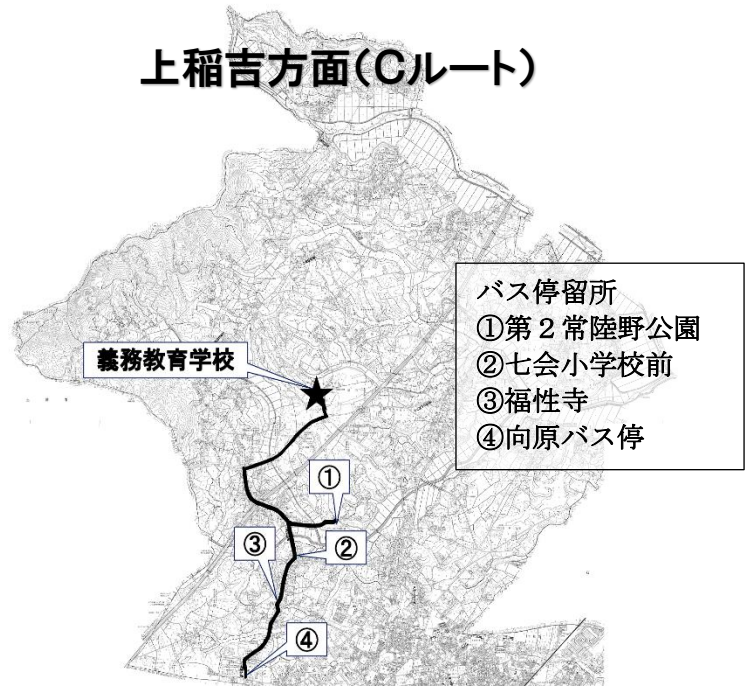 上稲吉方面(Cルート)
バス停留所
①第2常陸野公園
②七会小学校前
③福性寺
④向原バス停
義務教育学校
①
②
③
④